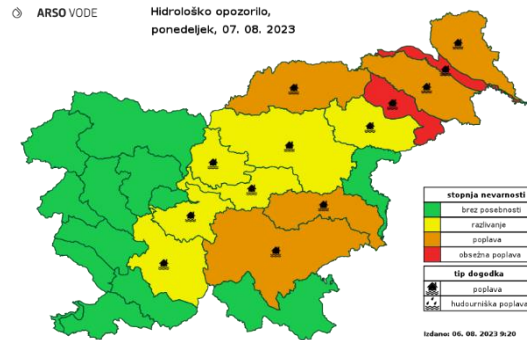 ARSO VODE
Hidrološko opozorilo,
ponedeljek, 07. 08. 2023
stopnja nevarnosti
brez posebnosti
razlivanje
poplava
obsežna poplava
tip dogodka
poplava
hudourniška poplava
Izdano: 06. 08. 2023 9:20